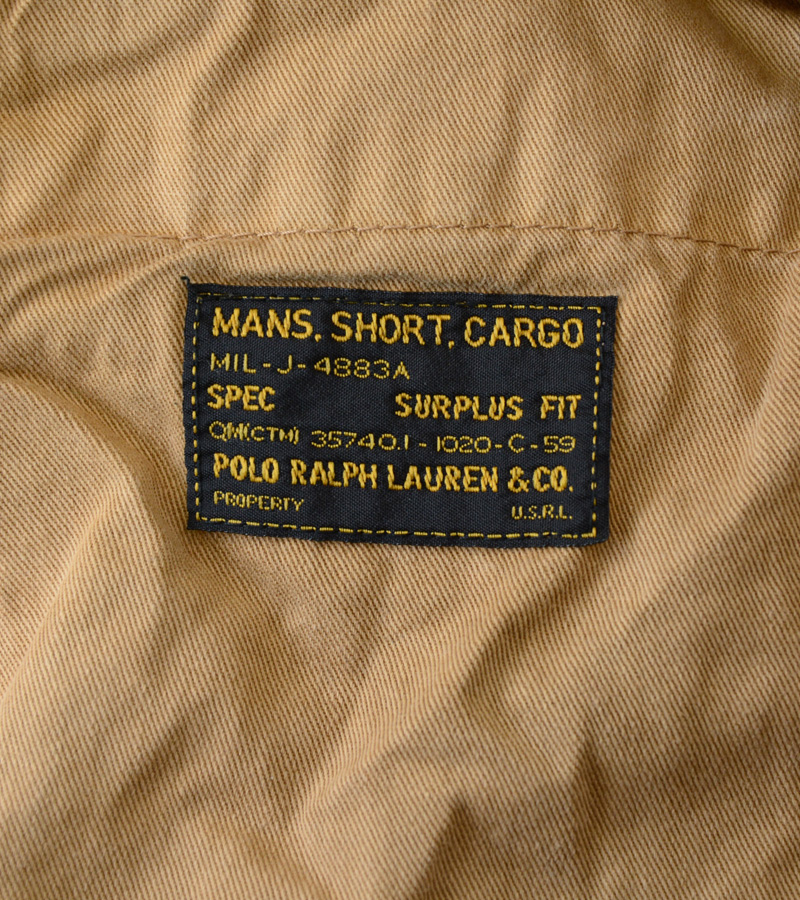 MANS, SHORT, CARGO
MIL-J-4883A
SPEC SURPLUS FIT
QM(CTM) 35740.1-1020-C-59
POLO RALPH LAUREN & CO.
PROPERTY U.S.R.L.